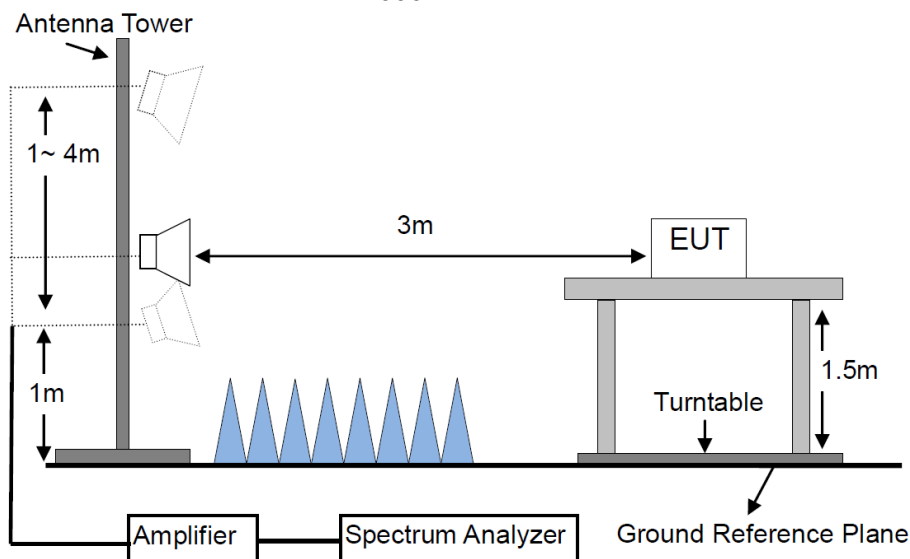 Antenna Tower
1~ 4m
3m
EUT
1m
1.5m
Turntable
Amplifier
Spectrum Analyzer
Ground Reference Plane